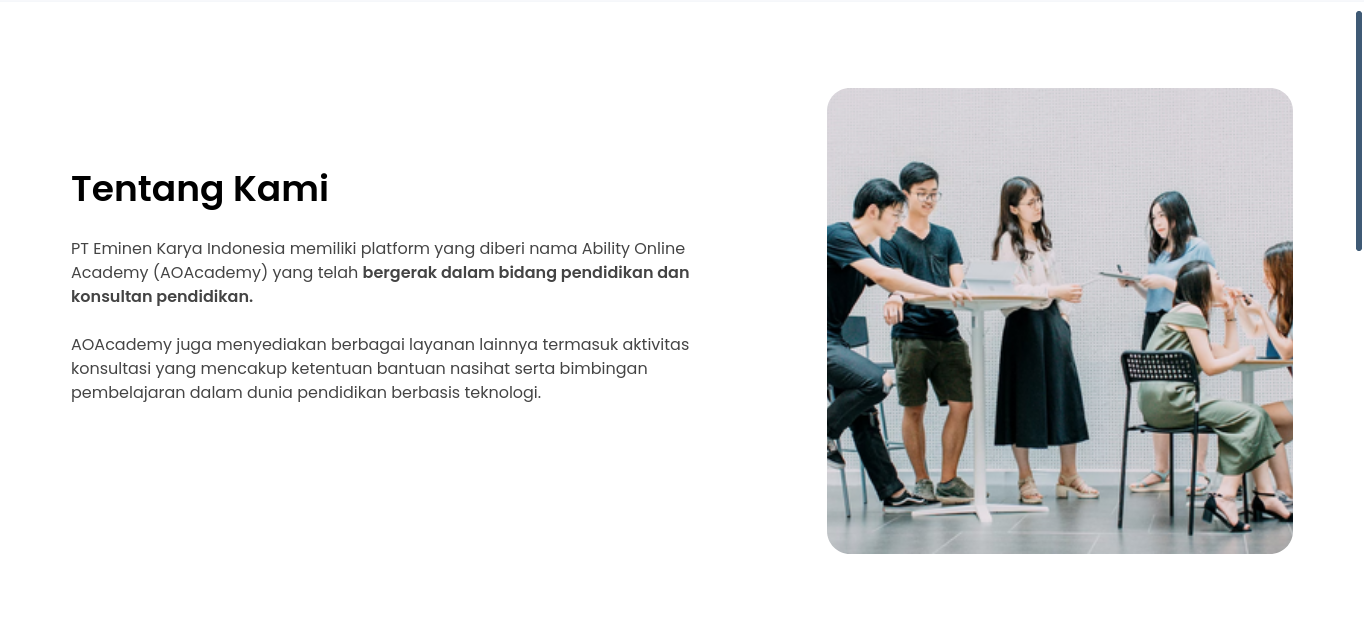 Tentang Kami
PT Eminen Karya Indonesia memiliki platform yang diberi nama Ability Online
Academy (AOAcademy) yang telah bergerak dalam bidang pendidikan dan
konsultan pendidikan.
AOAcademy juga menyediakan berbagai layanan lainnya termasuk aktivitas
konsultasi yang mencakup ketentuan bantuan nasihat serta bimbingan
pembelajaran dalam dunia pendidikan berbasis teknologi.